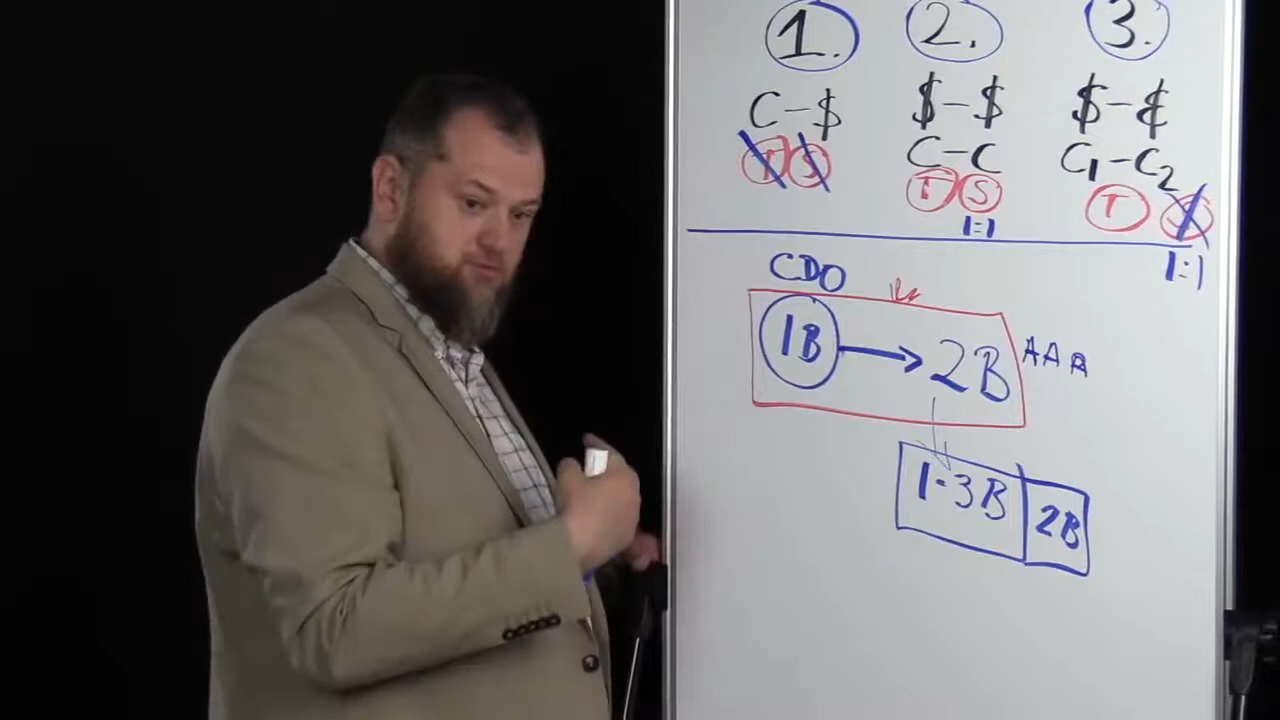 1. 2. 3.
C-$ $-$ $-¢
T S C-C C₁-C₂
T S T S
1:1 1:1
CDO
1B → 2B AAA
1-3B 2B